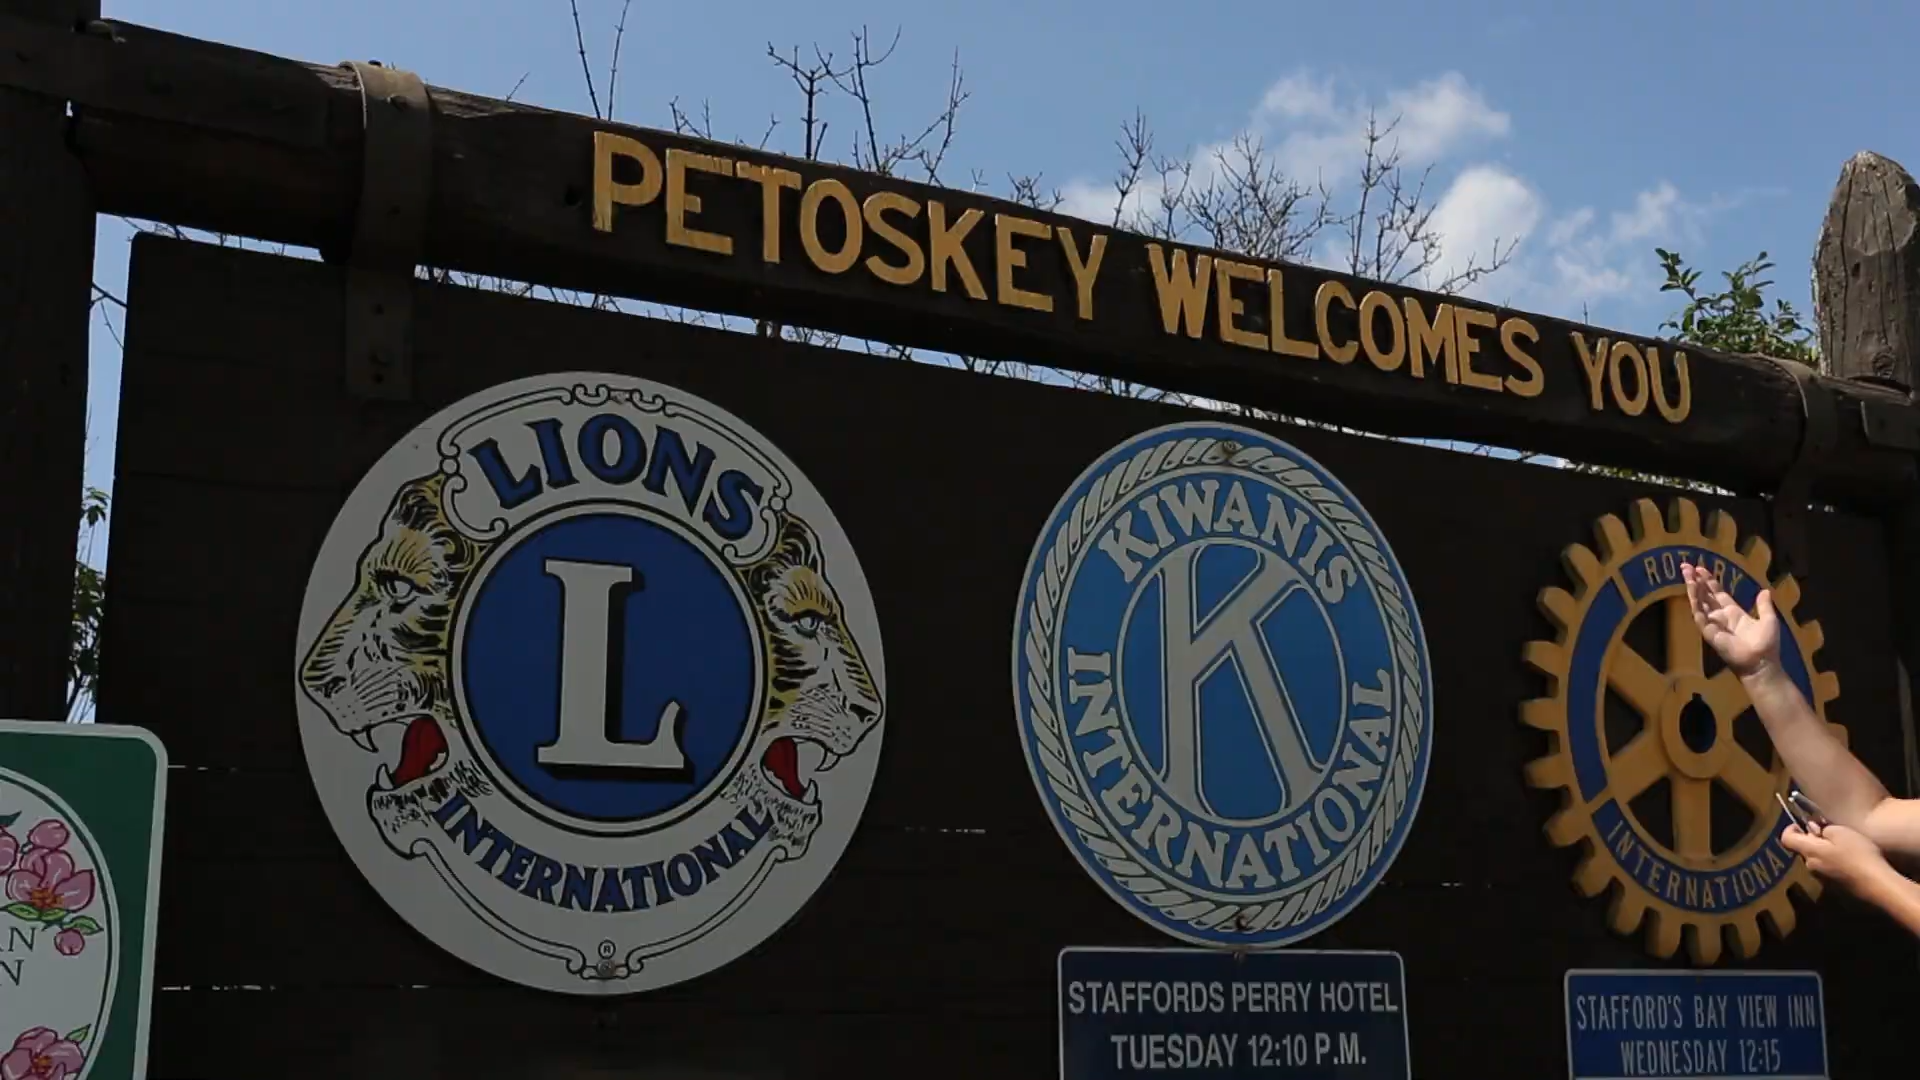 PETOSKEY WELCOMES YOU
LIONS
L
INTERNATIONAL
®
KIWANIS
K
INTERNATIONAL
STAFFORDS PERRY HOTEL
TUESDAY 12:10 P.M.
ROTARY
INTERNATIONAL
STAFFORD'S BAY VIEW INN
WEDNESDAY 12:15